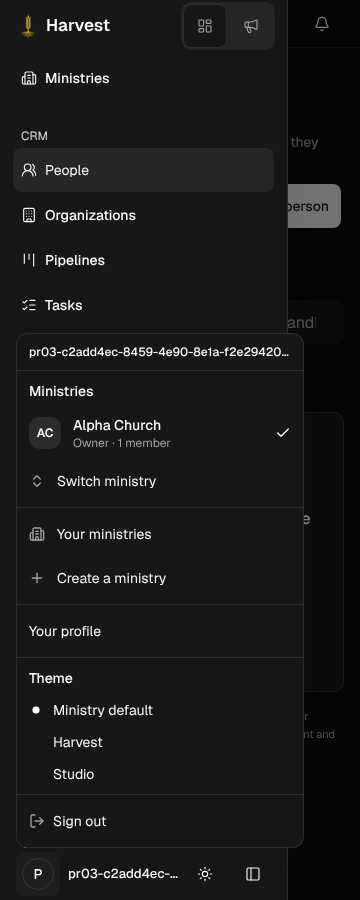 Harvest
Ministries
they
CRM
People
person
Organizations
Pipelines
Tasks
pr03-c2add4ec-8459-4e90-8e1a-f2e29420...
Ministries
AC
Alpha Church
Owner · 1 member
Switch ministry
Your ministries
Create a ministry
Your profile
Theme
Ministry default
nt and
Harvest
Studio
Sign out
P
pr03-c2add4ec-...